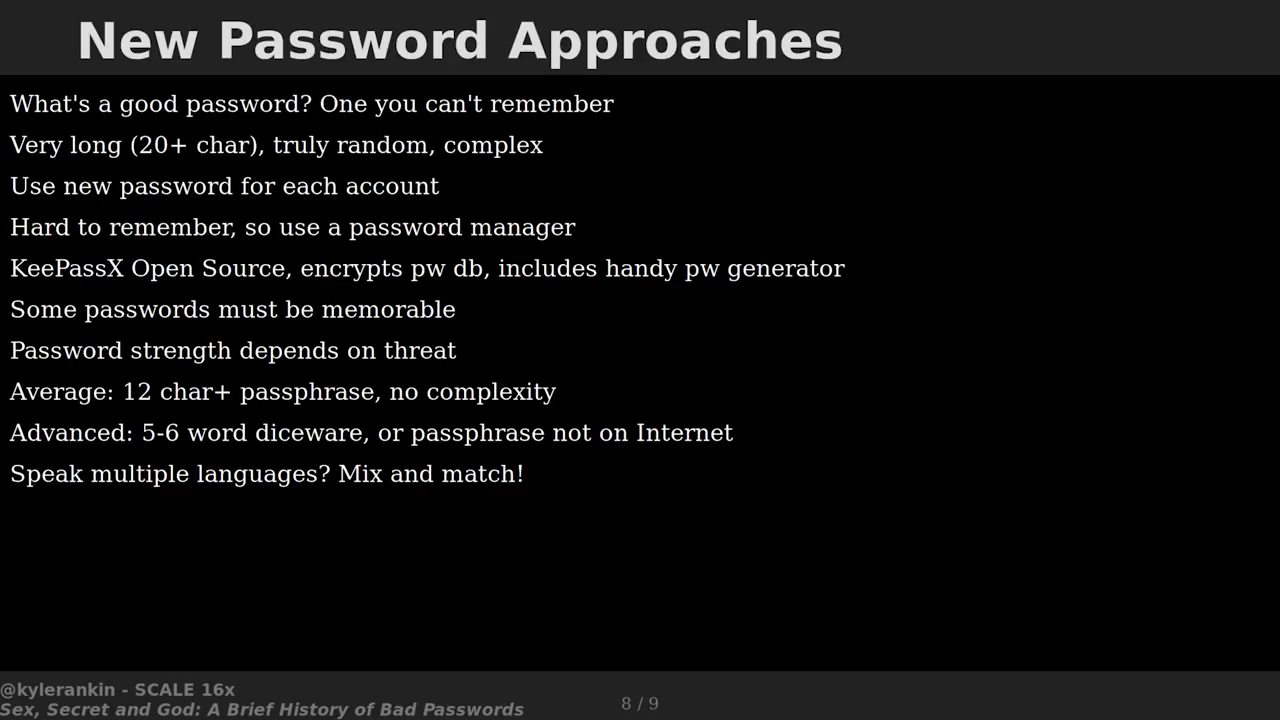 New Password Approaches
What's a good password? One you can't remember
Very long (20+ char), truly random, complex
Use new password for each account
Hard to remember, so use a password manager
KeePassX Open Source, encrypts pw db, includes handy pw generator
Some passwords must be memorable
Password strength depends on threat
Average: 12 char+ passphrase, no complexity
Advanced: 5-6 word diceware, or passphrase not on Internet
Speak multiple languages? Mix and match!
@kylerankin - SCALE 16x
Sex, Secret and God: A Brief History of Bad Passwords
8 / 9